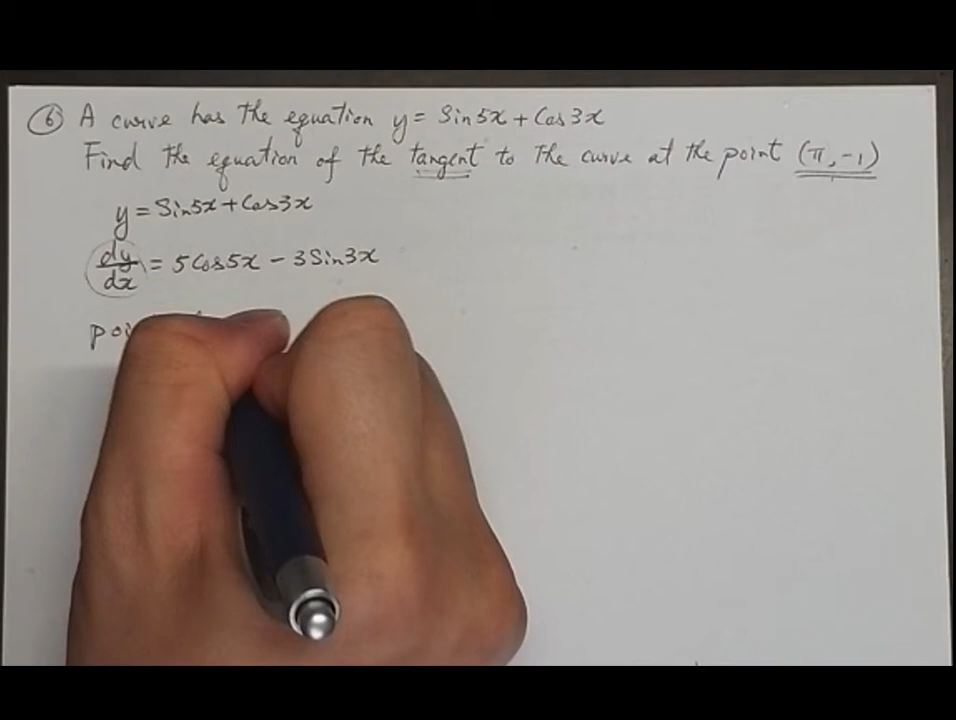 ⑥ A curve has the equation y = Sin5x + Cos3x
Find the equation of the tangent to the curve at the point (π, -1)
y = Sin5x + Cos3x
dy/dx = 5Cos5x - 3Sin3x